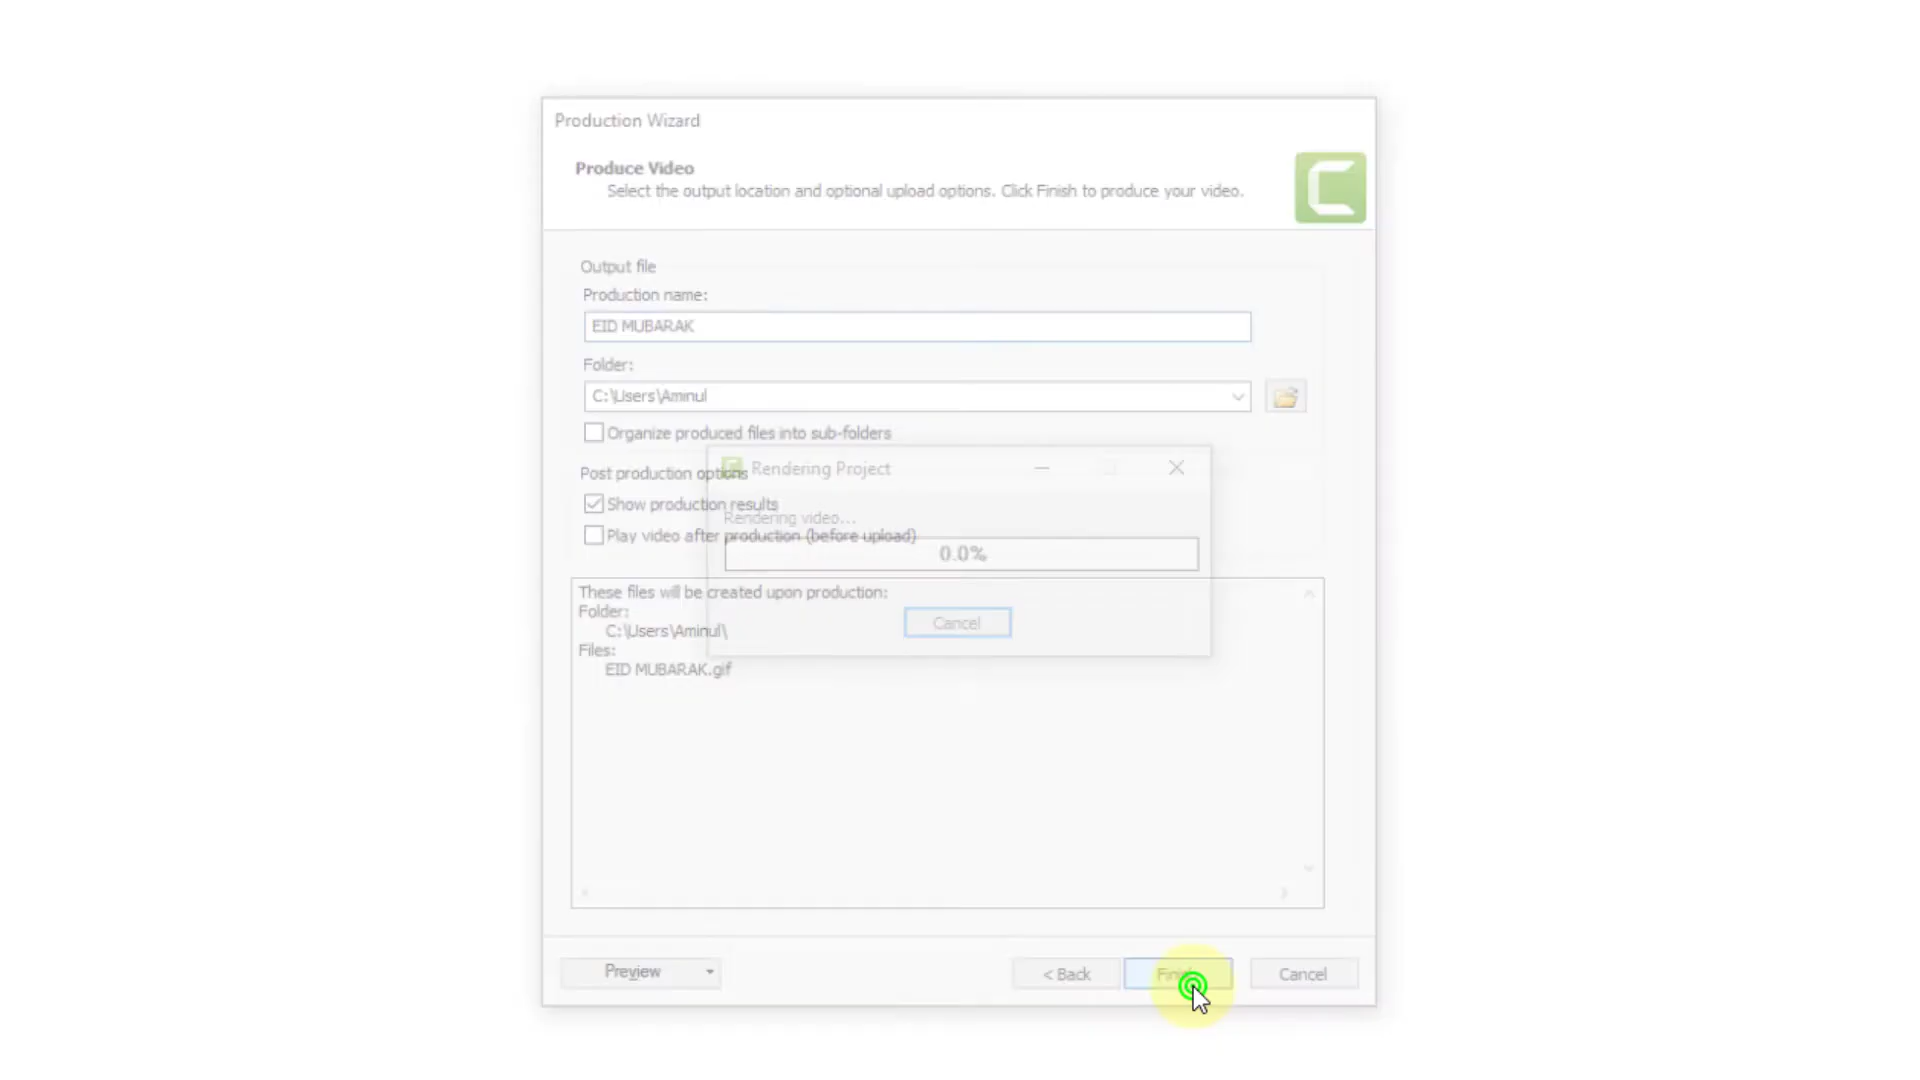 Production Wizard
Produce Video
Select the output location and optional upload options. Click Finish to produce your video.
Output file
Production name:
EID MUBARAK
Folder:
C:\Users\Aminul
Organize produced files into sub-folders
Rendering Project
Post production options
Show production results
Rendering video...
Play video after production (before upload)
0.0%
These files will be created upon production:
Folder:
Cancel
C:\Users\Aminul\
Files:
EID MUBARAK.gif
Preview
< Back
Finish
Cancel